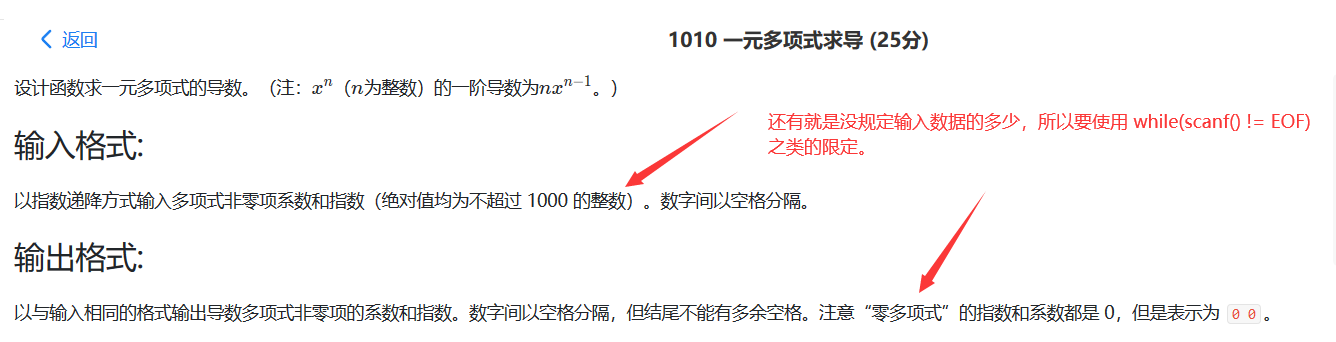 返回
1010 一元多项式求导 (25分)
设计函数求一元多项式的导数。（注：xⁿ（n为整数）的一阶导数为nxⁿ⁻¹。）
还有就是没规定输入数据的多少，所以要使用 while(scanf() != EOF)
之类的限定。
输入格式:
以指数递降方式输入多项式非零项系数和指数（绝对值均为不超过 1000 的整数）。数字间以空格分隔。
输出格式:
以与输入相同的格式输出导数多项式非零项的系数和指数。数字间以空格分隔，但结尾不能有多余空格。注意“零多项式”的指数和系数都是 0，但是表示为 0 0 。